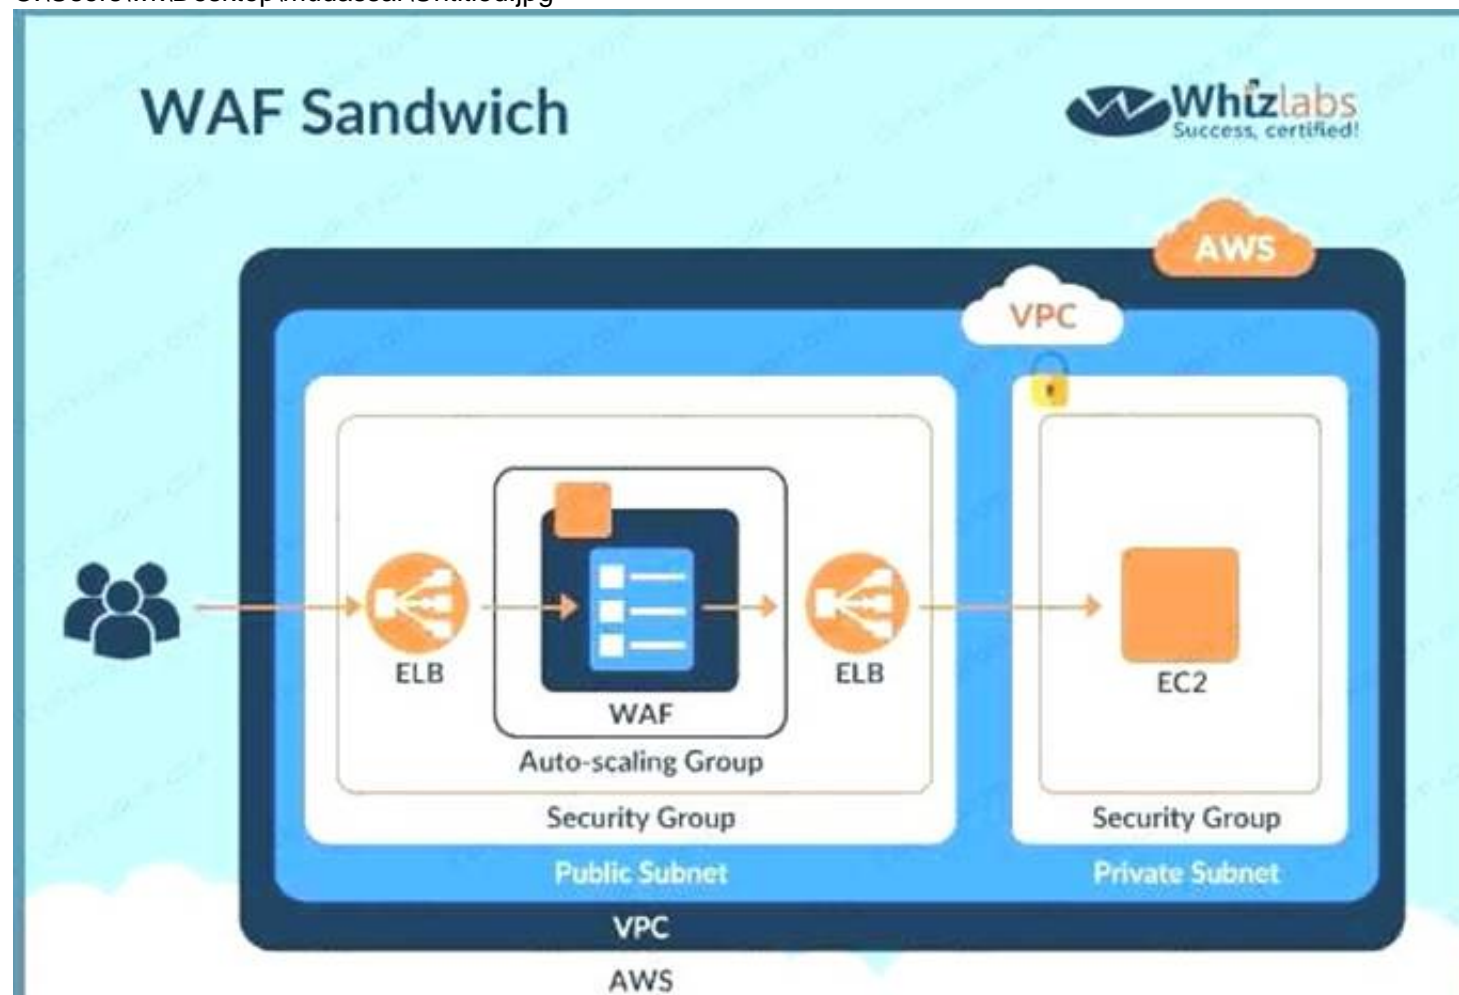 WAF Sandwich
Whizlabs
Success, certified!
AWS
VPC
ELB
WAF
ELB
EC2
Auto-scaling Group
Security Group
Security Group
Public Subnet
Private Subnet
VPC
AWS